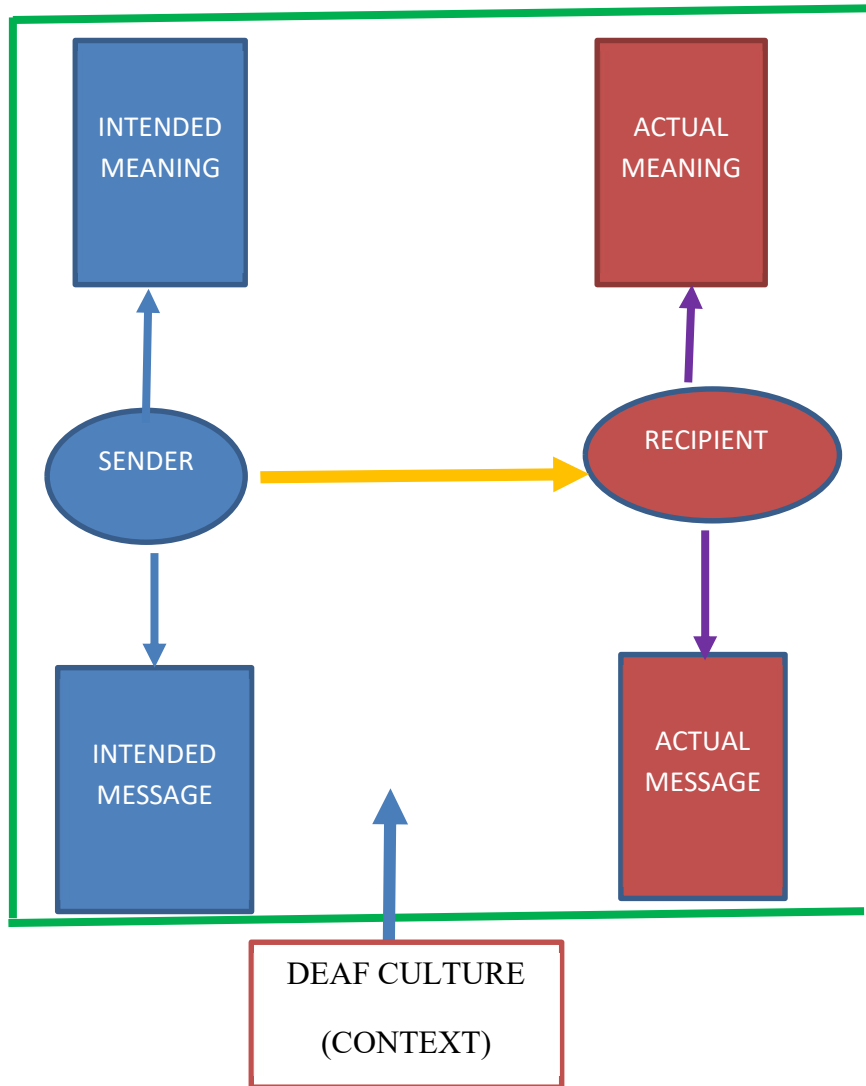 INTENDED
MEANING
ACTUAL
MEANING
SENDER
RECIPIENT
INTENDED
MESSAGE
ACTUAL
MESSAGE
DEAF CULTURE
(CONTEXT)